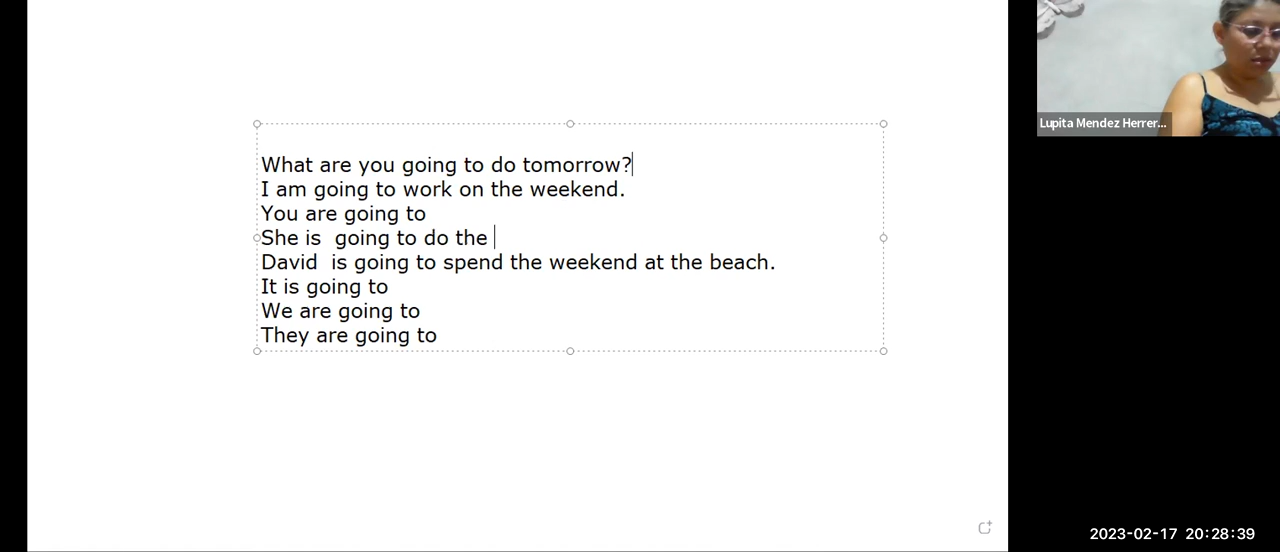 What are you going to do tomorrow?
I am going to work on the weekend.
You are going to
She is  going to do the
David  is going to spend the weekend at the beach.
It is going to
We are going to
They are going to
Lupita Mendez Herrer...
2023-02-17 20:28:39